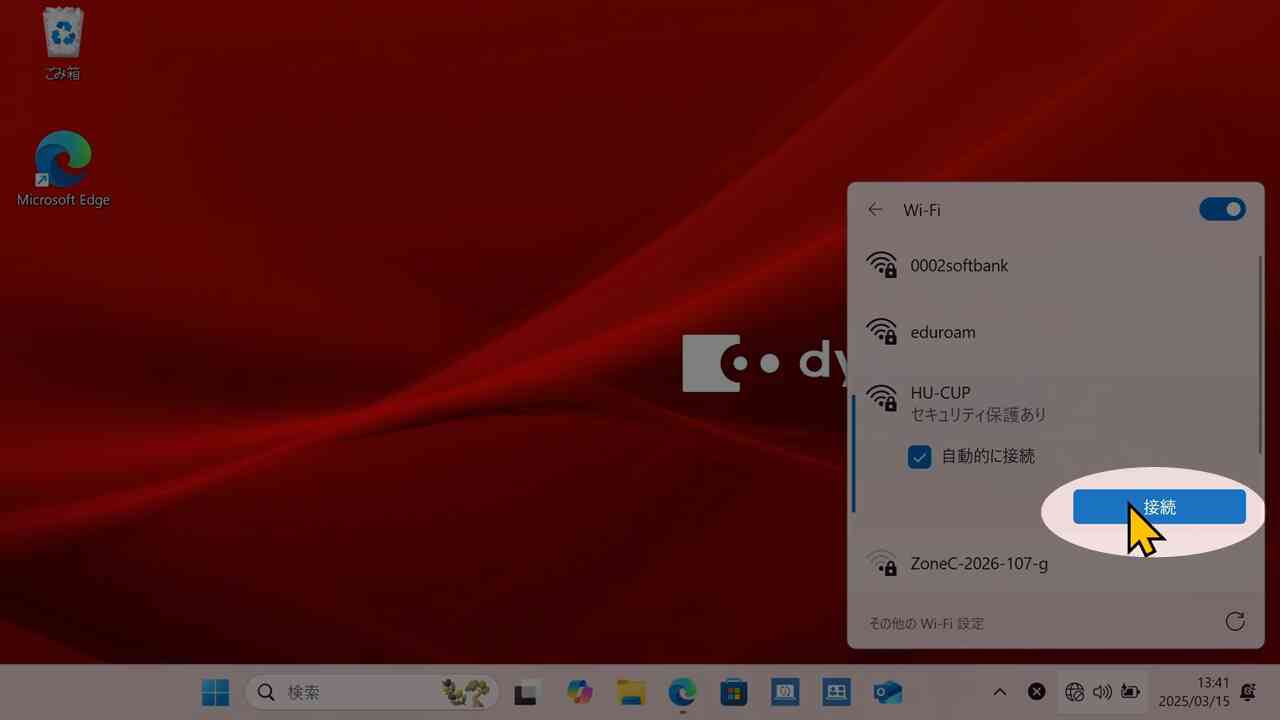 ごみ箱
Microsoft Edge
dy
Wi-Fi
0002softbank
eduroam
HU-CUP
セキュリティ保護あり
自動的に接続
接続
ZoneC-2026-107-g
その他の Wi-Fi 設定
検索
13:41
2025/03/15